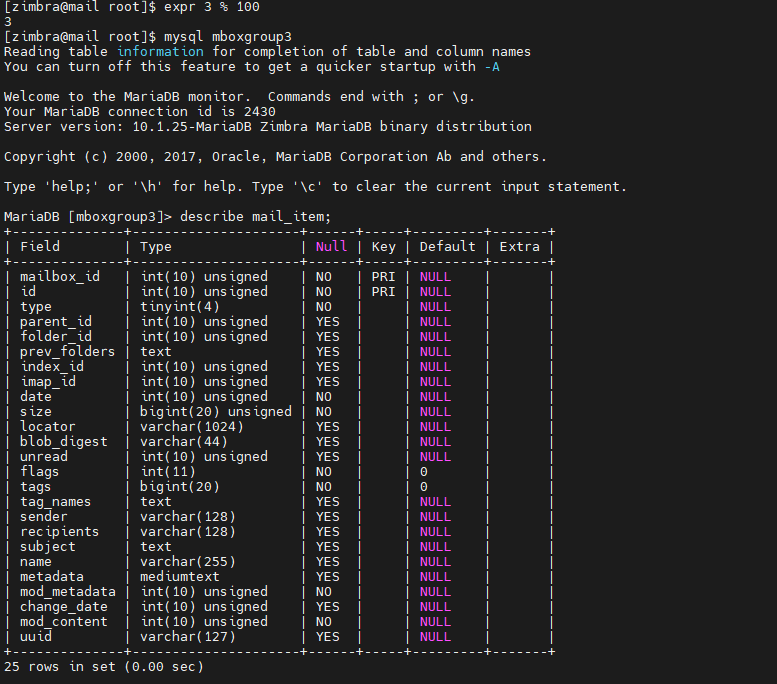 [zimbra@mail root]$ expr 3 % 100
3
[zimbra@mail root]$ mysql mboxgroup3
Reading table information for completion of table and column names
You can turn off this feature to get a quicker startup with -A

Welcome to the MariaDB monitor.  Commands end with ; or \g.
Your MariaDB connection id is 2430
Server version: 10.1.25-MariaDB Zimbra MariaDB binary distribution

Copyright (c) 2000, 2017, Oracle, MariaDB Corporation Ab and others.

Type 'help;' or '\h' for help. Type '\c' to clear the current input statement.

MariaDB [mboxgroup3]> describe mail_item;
+--------------+---------------------+------+-----+---------+-------+
| Field        | Type                | Null | Key | Default | Extra |
+--------------+---------------------+------+-----+---------+-------+
| mailbox_id   | int(10) unsigned    | NO   | PRI | NULL    |       |
| id           | int(10) unsigned    | NO   | PRI | NULL    |       |
| type         | tinyint(4)          | NO   |     | NULL    |       |
| parent_id    | int(10) unsigned    | YES  |     | NULL    |       |
| folder_id    | int(10) unsigned    | YES  |     | NULL    |       |
| prev_folders | text                | YES  |     | NULL    |       |
| index_id     | int(10) unsigned    | YES  |     | NULL    |       |
| imap_id      | int(10) unsigned    | YES  |     | NULL    |       |
| date         | int(10) unsigned    | NO   |     | NULL    |       |
| size         | bigint(20) unsigned | NO   |     | NULL    |       |
| locator      | varchar(1024)       | YES  |     | NULL    |       |
| blob_digest  | varchar(44)         | YES  |     | NULL    |       |
| unread       | int(10) unsigned    | YES  |     | NULL    |       |
| flags        | int(11)             | NO   |     | 0       |       |
| tags         | bigint(20)          | NO   |     | 0       |       |
| tag_names    | text                | YES  |     | NULL    |       |
| sender       | varchar(128)        | YES  |     | NULL    |       |
| recipients   | varchar(128)        | YES  |     | NULL    |       |
| subject      | text                | YES  |     | NULL    |       |
| name         | varchar(255)        | YES  |     | NULL    |       |
| metadata     | mediumtext          | YES  |     | NULL    |       |
| mod_metadata | int(10) unsigned    | NO   |     | NULL    |       |
| change_date  | int(10) unsigned    | YES  |     | NULL    |       |
| mod_content  | int(10) unsigned    | NO   |     | NULL    |       |
| uuid         | varchar(127)        | YES  |     | NULL    |       |
+--------------+---------------------+------+-----+---------+-------+
25 rows in set (0.00 sec)